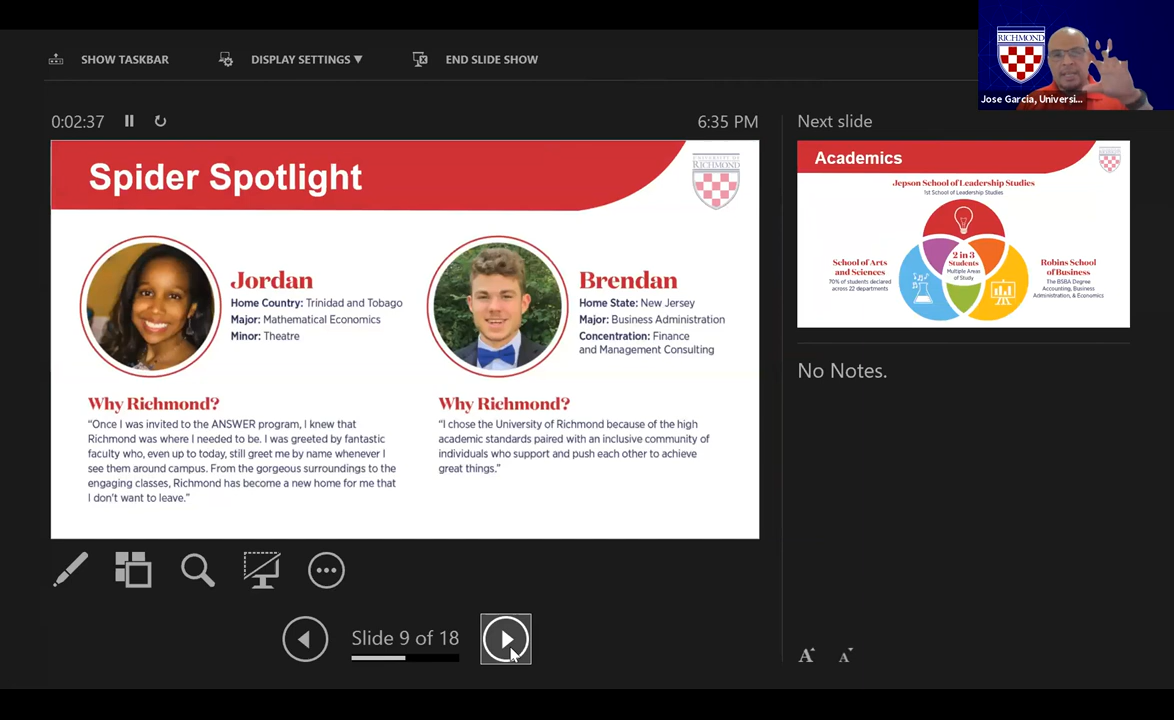 SHOW TASKBAR
DISPLAY SETTINGS ▼
END SLIDE SHOW
RICHMOND
Jose Garcia, Universi...
0:02:37
6:35 PM
Next slide
Spider Spotlight
UNIVERSITY OF
RICHMOND
Jordan
Home Country: Trinidad and Tobago
Major: Mathematical Economics
Minor: Theatre
Brendan
Home State: New Jersey
Major: Business Administration
Concentration: Finance
and Management Consulting
Why Richmond?
“Once I was invited to the ANSWER program, I knew that
Richmond was where I needed to be. I was greeted by fantastic
faculty who, even up to today, still greet me by name whenever I
see them around campus. From the gorgeous surroundings to the
engaging classes, Richmond has become a new home for me that
I don't want to leave.”
Why Richmond?
“I chose the University of Richmond because of the high
academic standards paired with an inclusive community of
individuals who support and push each other to achieve
great things.”
Academics
Jepson School of Leadership Studies
1st School of Leadership Studies
2 in 3
Students
Multiple Areas
of Study
School of Arts
and Sciences
70% of students declared
across 22 departments
Robins School
of Business
The BSBA Degree
Accounting, Business
Administration, & Economics
No Notes.
Slide 9 of 18
A
A